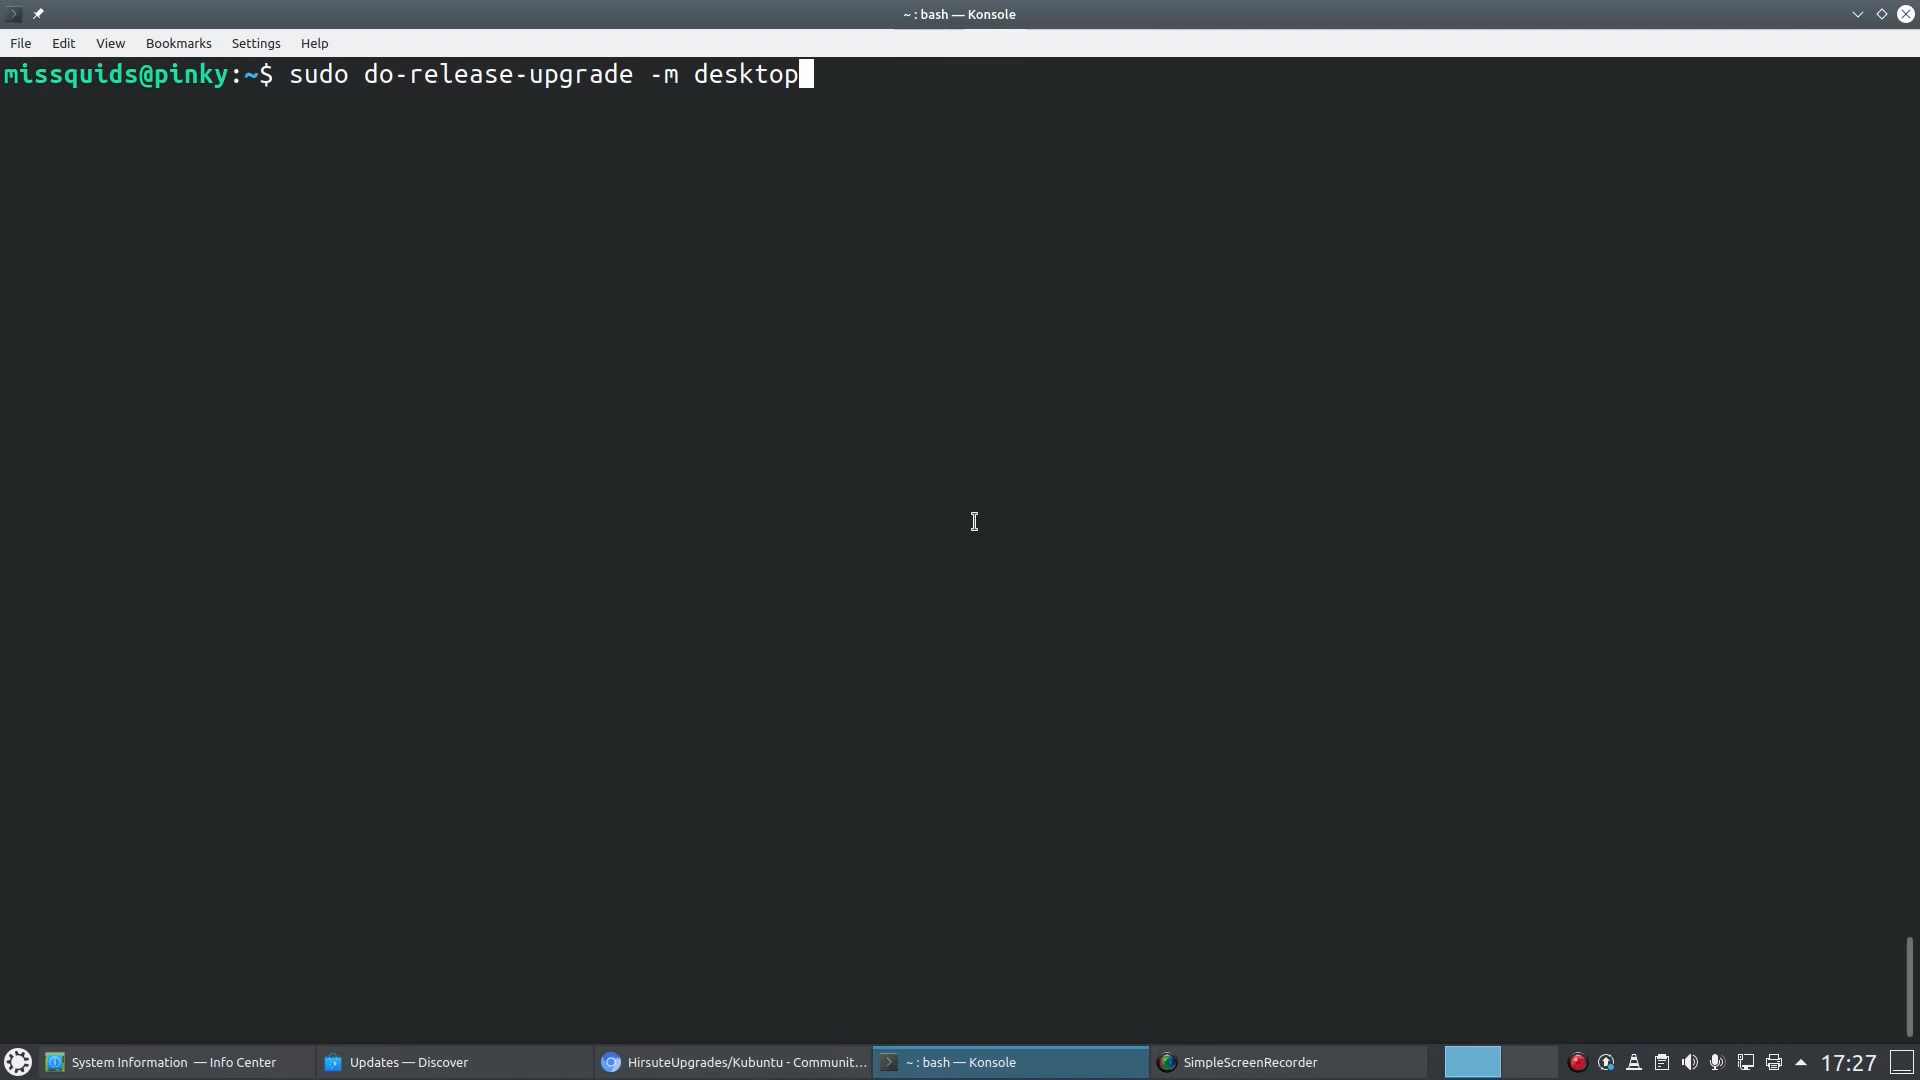 ~ : bash — Konsole
File Edit View Bookmarks Settings Help
missquids@pinky:~$ sudo do-release-upgrade -m desktop
System Information — Info Center Updates — Discover HirsuteUpgrades/Kubuntu - Communit... ~ : bash — Konsole SimpleScreenRecorder 17:27